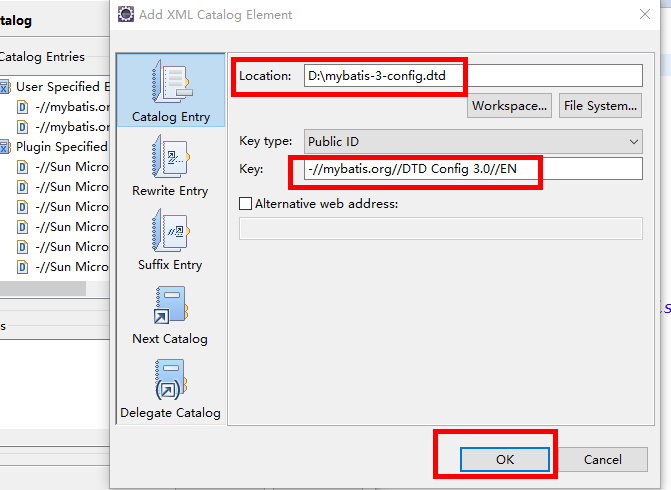 Add XML Catalog Element
talog
Catalog Entries
User Specified E
-//mybatis.or
-//mybatis.or
Plugin Specified
-//Sun Micro
-//Sun Micro
-//Sun Micro
-//Sun Micro
-//Sun Micro
-//Sun Micro
s
Catalog Entry
Rewrite Entry
Suffix Entry
Next Catalog
Delegate Catalog
Location: D:\mybatis-3-config.dtd
Workspace... File System...
Key type: Public ID
Key: -//mybatis.org//DTD Config 3.0//EN
Alternative web address:
OK Cancel